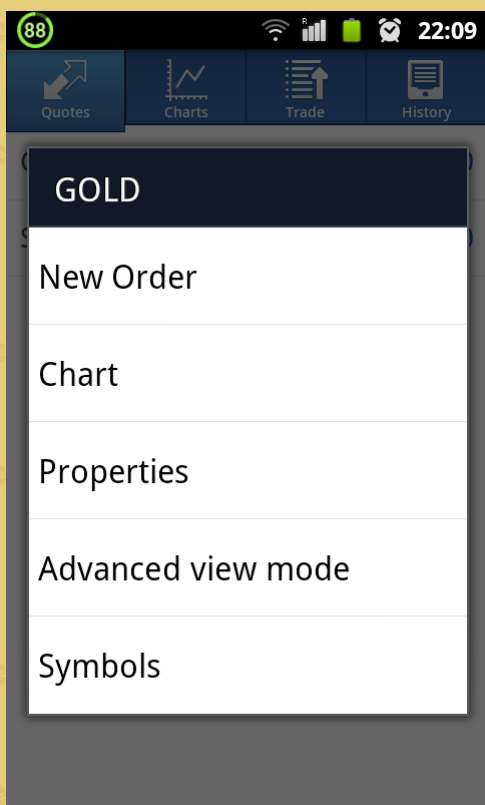 88
R
22:09
Quotes Charts Trade History
GOLD
New Order
Chart
Properties
Advanced view mode
Symbols